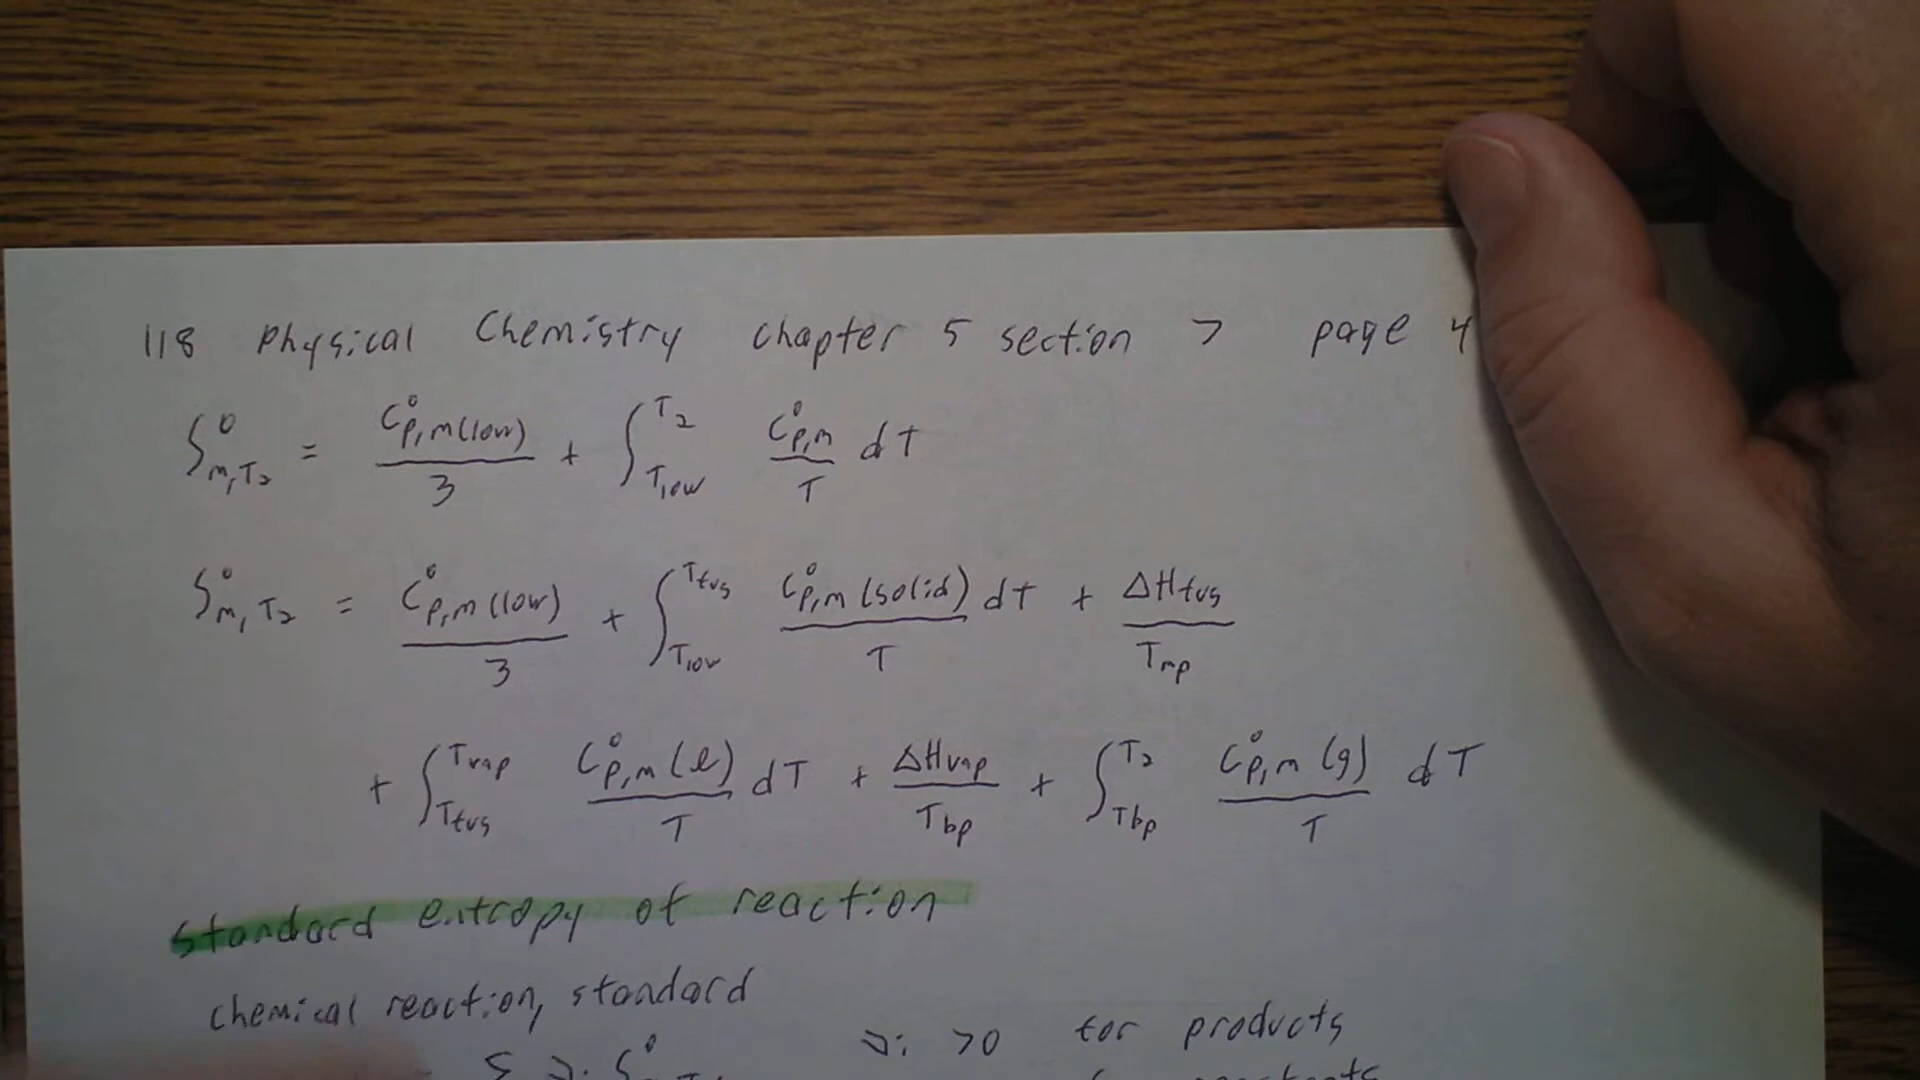 118 Physical Chemistry chapter 5 section 7 page 4
S°m,T2 = C°p,m(low)/3 + ∫Tlow^T2 C°p,m/T dT
S°m,T2 = C°p,m(low)/3 + ∫Tlow^Tfus C°p,m(solid)/T dT + ΔHfus/Tmp
+ ∫Tfus^Tvap C°p,m(l)/T dT + ΔHvap/Tbp + ∫Tbp^T2 C°p,m(g)/T dT
standard entropy of reaction
chemical reaction, standard
νi >0 for products